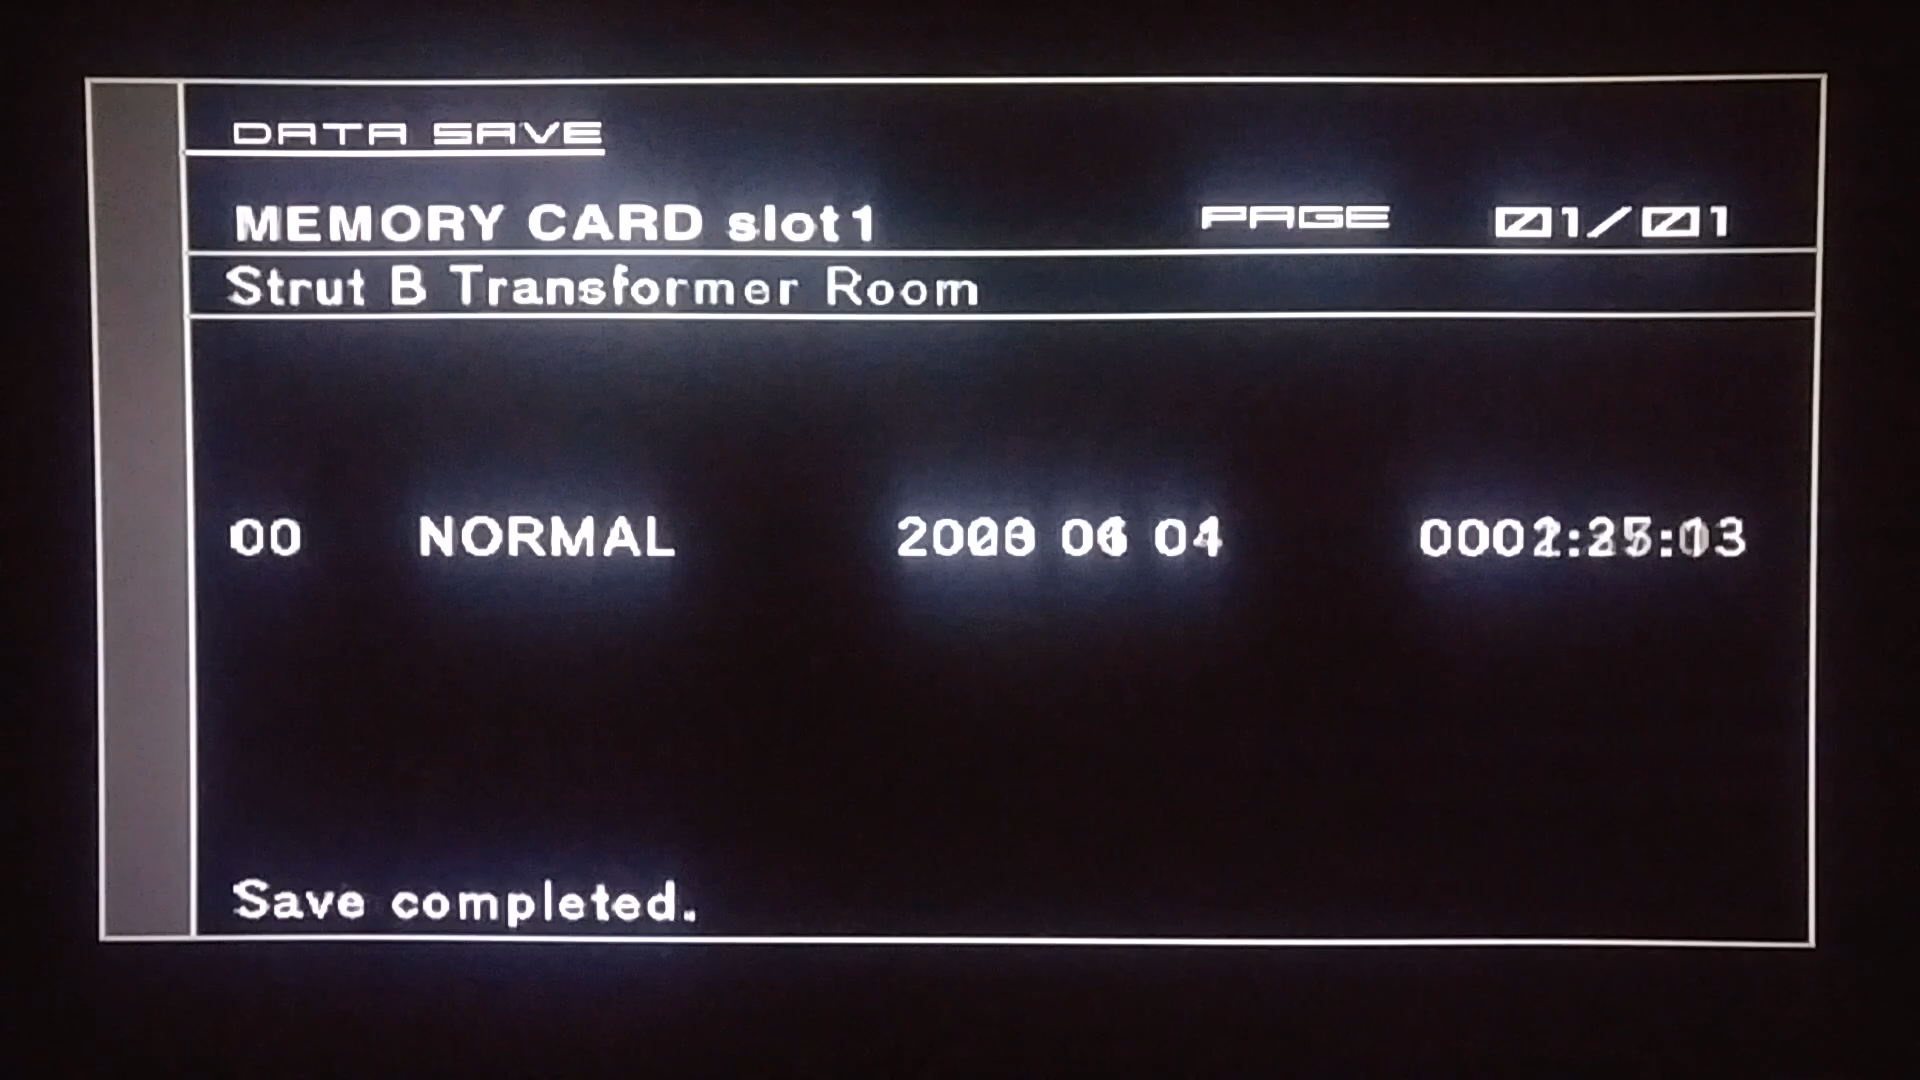 DATA SAVE
MEMORY CARD slot1 PAGE 01/01
Strut B Transformer Room
00 NORMAL
Save completed.